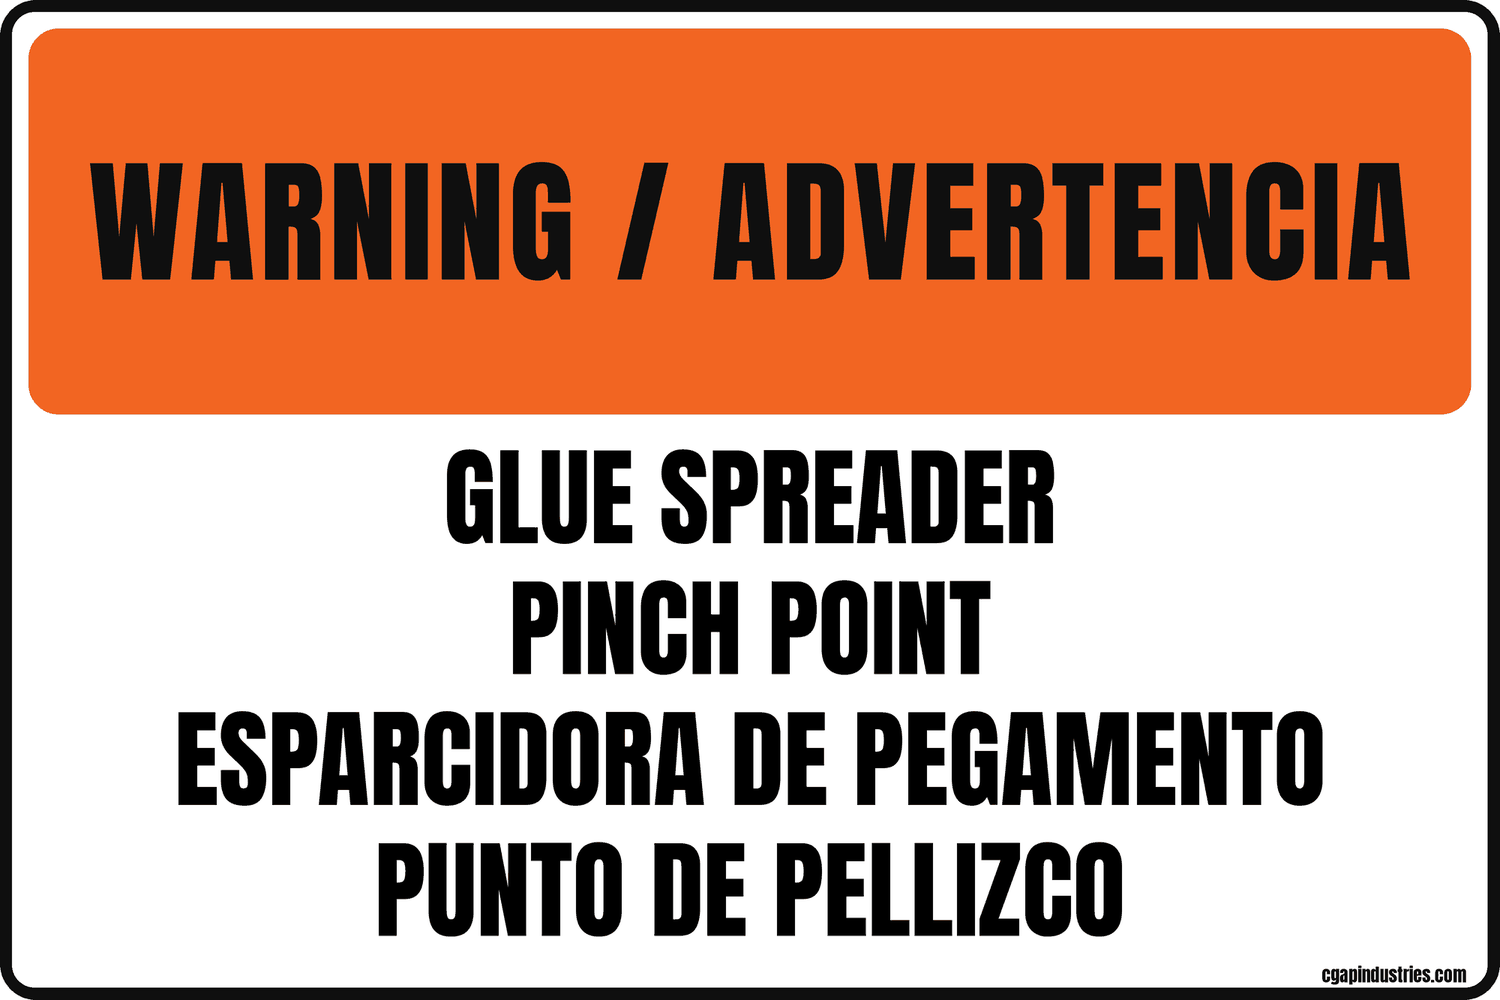 WARNING / ADVERTENCIA
GLUE SPREADER
PINCH POINT
ESPARCIDORA DE PEGAMENTO
PUNTO DE PELLIZCO
cgapindustries.com